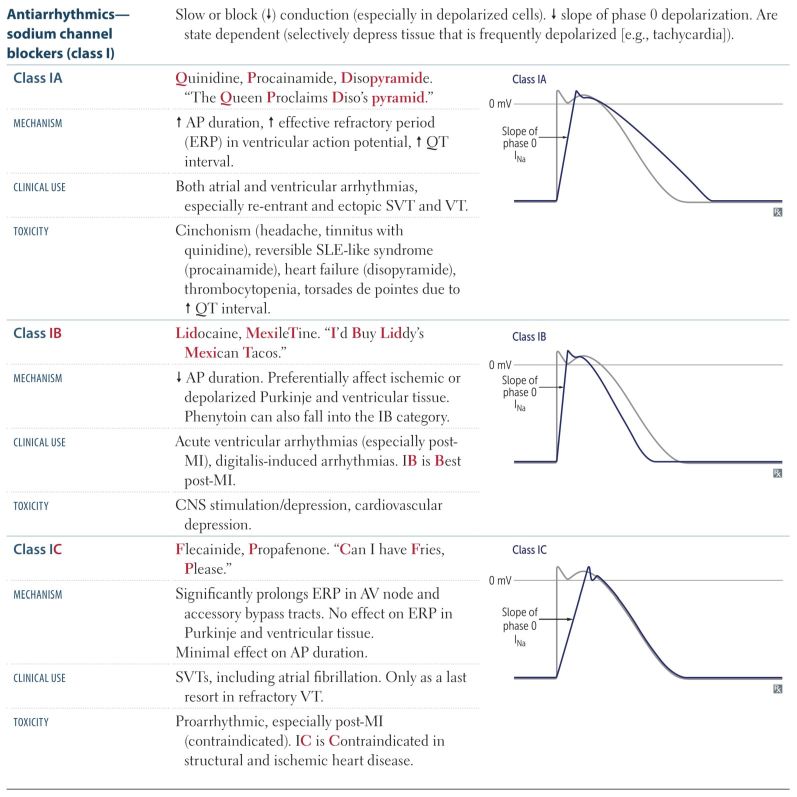 Antiarrhythmics—
sodium channel
blockers (class I)
Slow or block (↓) conduction (especially in depolarized cells). ↓ slope of phase 0 depolarization. Are
state dependent (selectively depress tissue that is frequently depolarized [e.g., tachycardia]).
Class IA
Quinidine, Procainamide, Disopyramide.
“The Queen Proclaims Diso’s pyramid.”
MECHANISM
↑ AP duration, ↑ effective refractory period
(ERP) in ventricular action potential, ↑ QT
interval.
CLINICAL USE
Both atrial and ventricular arrhythmias,
especially re-entrant and ectopic SVT and VT.
TOXICITY
Cinchonism (headache, tinnitus with
quinidine), reversible SLE-like syndrome
(procainamide), heart failure (disopyramide),
thrombocytopenia, torsades de pointes due to
↑ QT interval.
Class IA
0 mV
Slope of
phase 0
INa
Rx
Class IB
Lidocaine, MexileTine. “I’d Buy Liddy’s
Mexican Tacos.”
MECHANISM
↓ AP duration. Preferentially affect ischemic or
depolarized Purkinje and ventricular tissue.
Phenytoin can also fall into the IB category.
CLINICAL USE
Acute ventricular arrhythmias (especially post-
MI), digitalis-induced arrhythmias. IB is Best
post-MI.
TOXICITY
CNS stimulation/depression, cardiovascular
depression.
Class IB
0 mV
Slope of
phase 0
INa
Rx
Class IC
Flecainide, Propafenone. “Can I have Fries,
Please.”
MECHANISM
Significantly prolongs ERP in AV node and
accessory bypass tracts. No effect on ERP in
Purkinje and ventricular tissue.
Minimal effect on AP duration.
CLINICAL USE
SVTs, including atrial fibrillation. Only as a last
resort in refractory VT.
TOXICITY
Proarrhythmic, especially post-MI
(contraindicated). IC is Contraindicated in
structural and ischemic heart disease.
Class IC
0 mV
Slope of
phase 0
INa
Rx